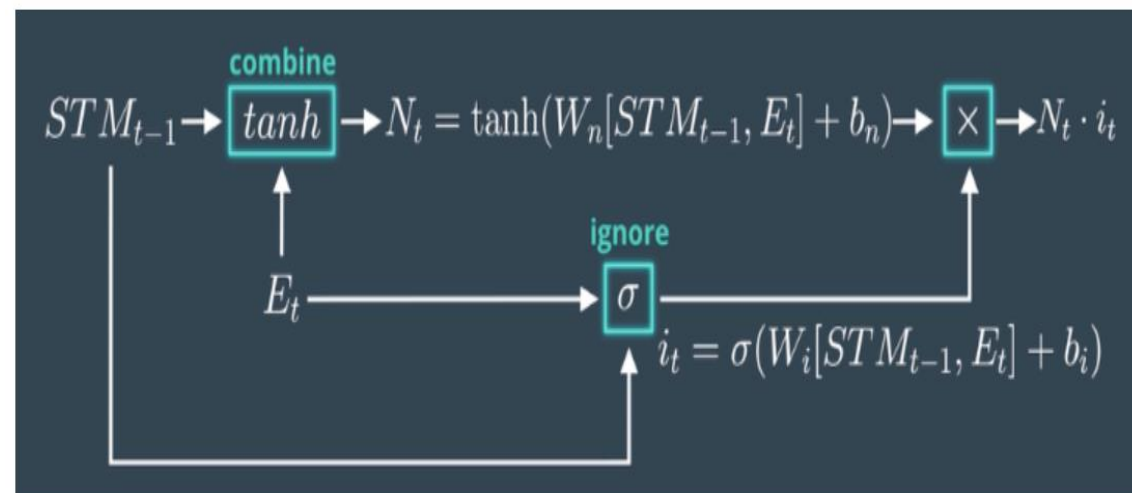 combine
STM_{t−1} tanh N_t = tanh(W_n[STM_{t−1}, E_t] + b_n) × N_t · i_t
ignore
E_t σ
i_t = σ(W_i[STM_{t−1}, E_t] + b_i)